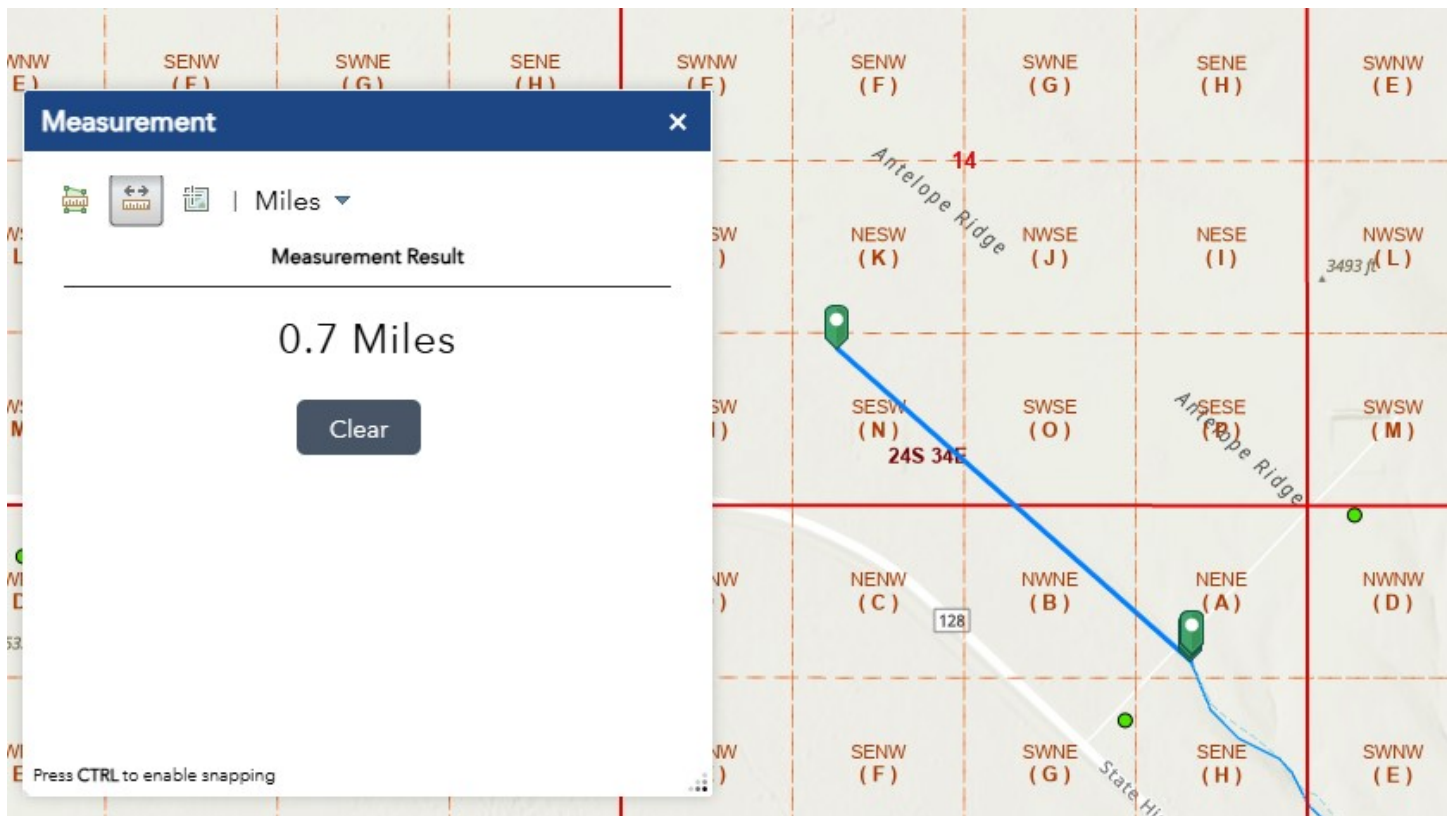 SENW SWNE SENE SWNW SENW SWNE SENE SWNW
(F) (G) (H) (E) (F) (G) (H) (E)
Measurement
Miles
Measurement Result
0.7 Miles
Clear
Press CTRL to enable snapping
14
Antelope Ridge
NESW NWSE NESE NWSW
(K) (J) (I) (L)
3493 ft
SESW SWSE SESE SWSW
(N) (O) (P) (M)
24S 34E
Antelope Ridge
NENW NWNE NENE NWNW
(C) (B) (A) (D)
128
SENW SWNE SENE SWNW
(F) (G) (H) (E)
State